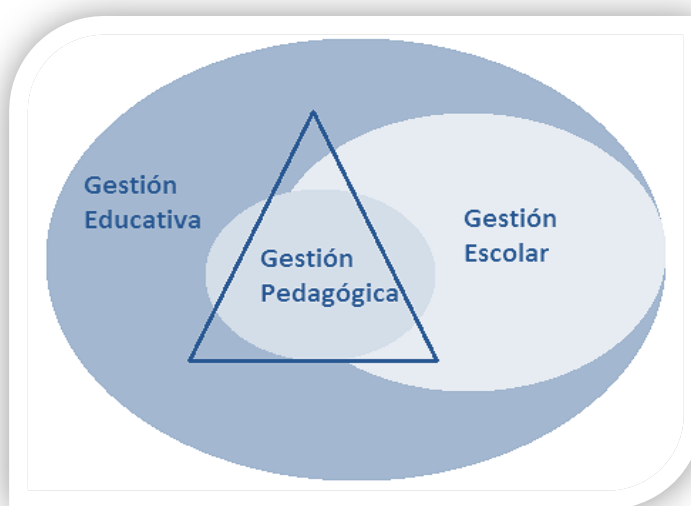 Gestión
Educativa
Gestión
Escolar
Gestión
Pedagógica